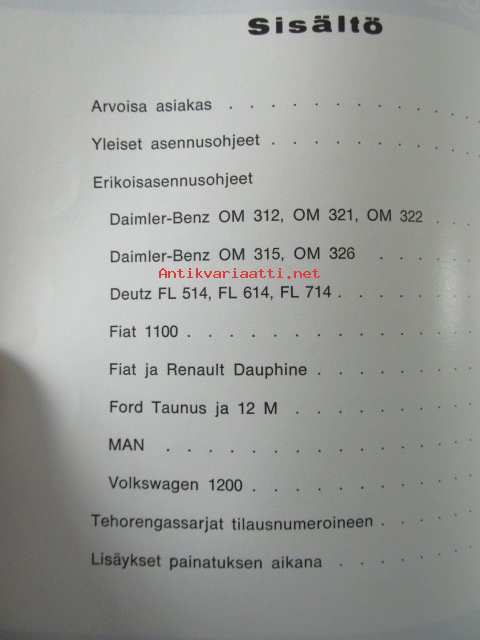 Sisältö
Arvoisa asiakas . . . . . . .
Yleiset asennusohjeet . . . . . .
Erikoisasennusohjeet
Daimler-Benz OM 312, OM 321, OM 322 . . .
Daimler-Benz OM 315, OM 326 . . . .
Antikvariaatti.net
Deutz FL 514, FL 614, FL 714 . . . . .
Fiat 1100 . . . . . . . . .
Fiat ja Renault Dauphine . . . . .
Ford Taunus ja 12 M . . . . . .
MAN . . . . . . . . .
Volkswagen 1200 . . . . . . .
Tehorengassarjat tilausnumeroineen . . . .
Lisäykset painatuksen aikana . . . . .